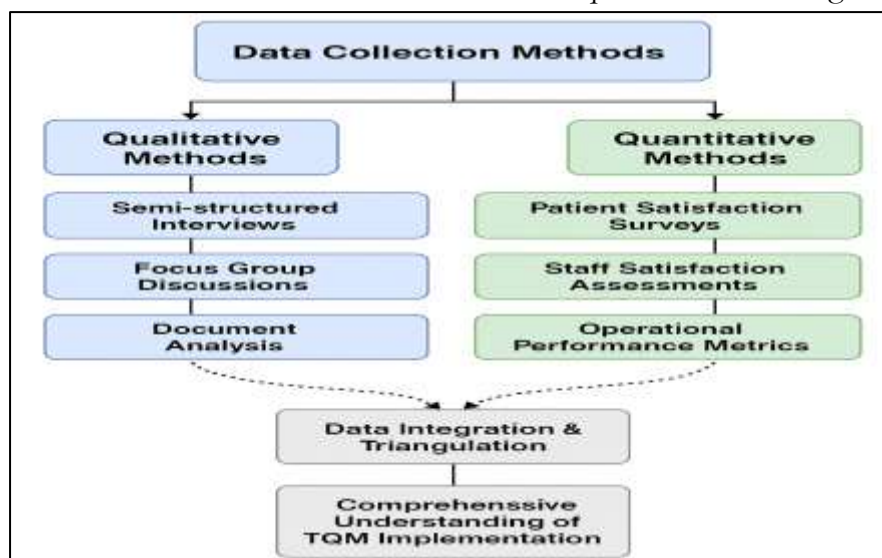 Data Collection Methods
Qualitative
Methods
Quantitative
Methods
Semi-structured
Interviews
Patient Satisfaction
Surveys
Focus Group
Discussions
Staff Satisfaction
Assessments
Document
Analysis
Operational
Performance Metrics
Data Integration &
Triangulation
Comprehenssive
Understanding of
TQM Implementation